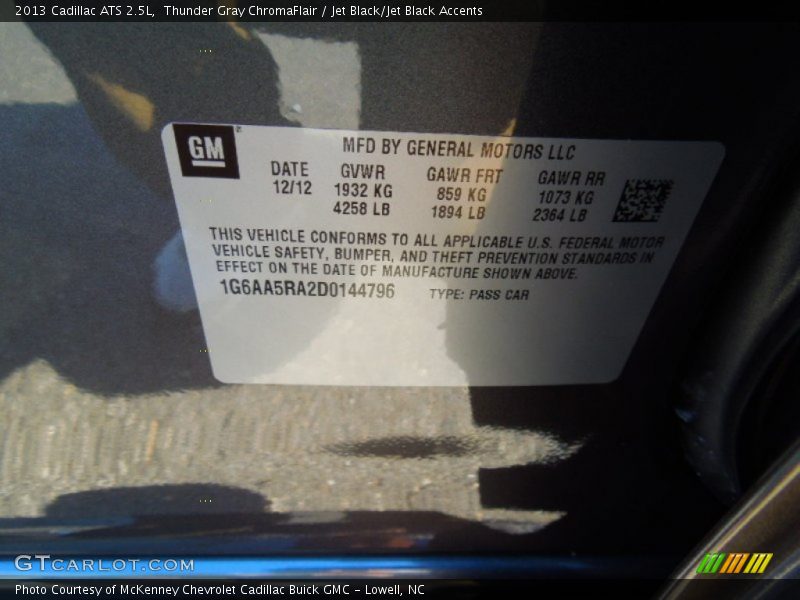 2013 Cadillac ATS 2.5L, Thunder Gray ChromaFlair / Jet Black/Jet Black Accents
GM
MFD BY GENERAL MOTORS LLC
DATE GVWR GAWR FRT GAWR RR
12/12 1932 KG 859 KG 1073 KG
4258 LB 1894 LB 2364 LB
THIS VEHICLE CONFORMS TO ALL APPLICABLE U.S. FEDERAL MOTOR
VEHICLE SAFETY, BUMPER, AND THEFT PREVENTION STANDARDS IN
EFFECT ON THE DATE OF MANUFACTURE SHOWN ABOVE.
1G6AA5RA2D0144796 TYPE: PASS CAR
GTCARLOT.COM
Photo Courtesy of McKenney Chevrolet Cadillac Buick GMC - Lowell, NC